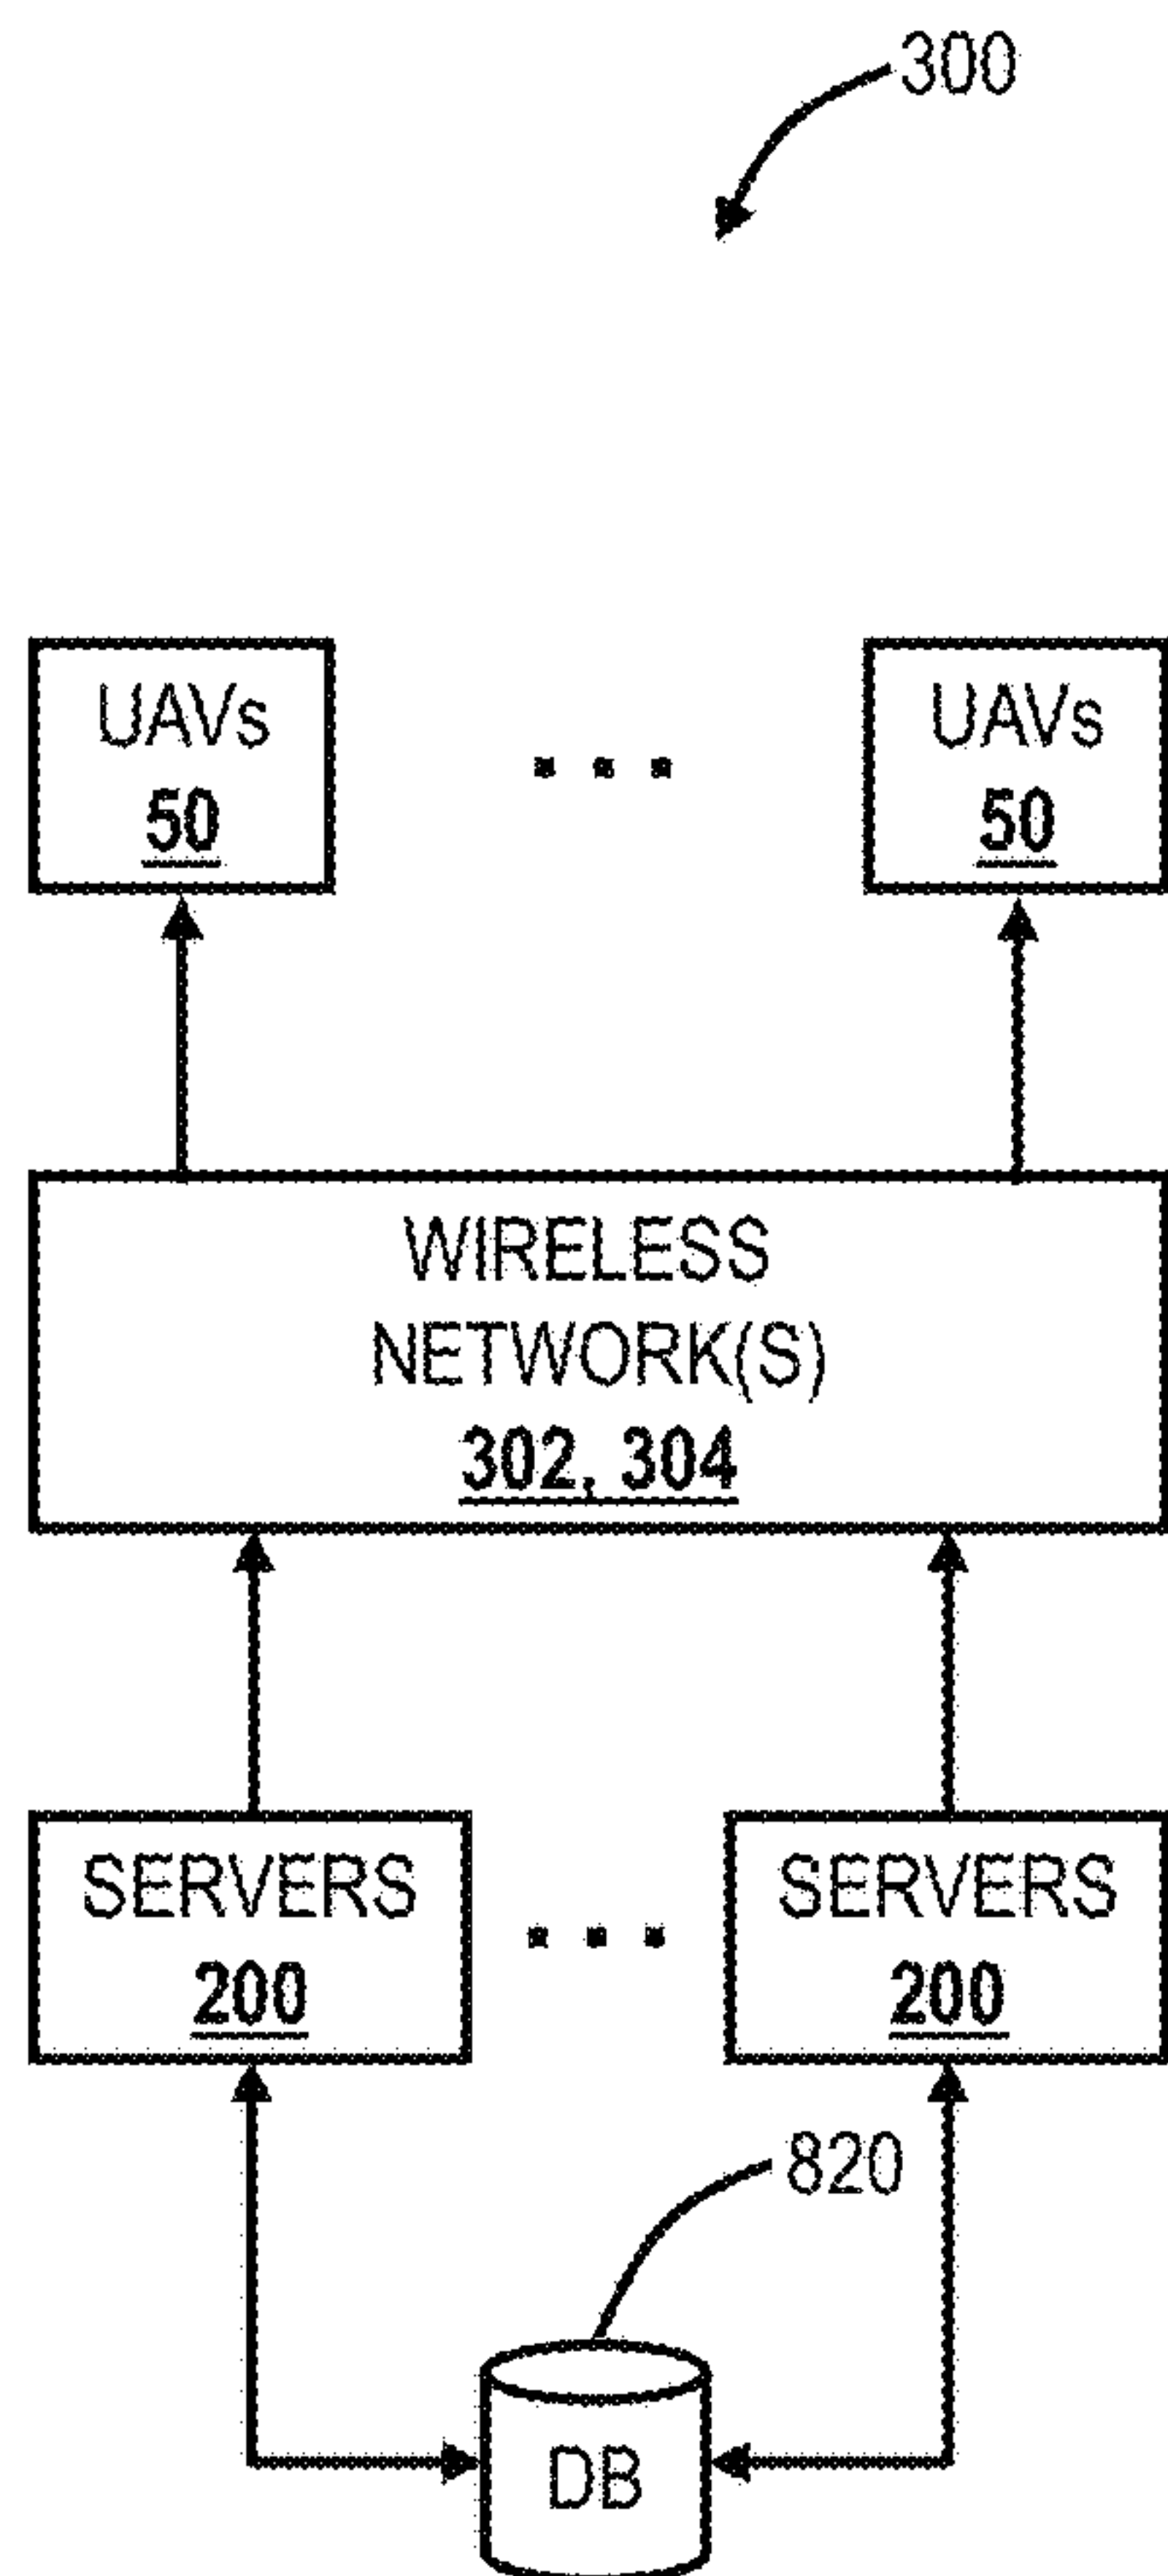 300
UAVs
50
UAVs
50
WIRELESS
NETWORK(S)
302, 304
SERVERS
200
SERVERS
200
820
DB